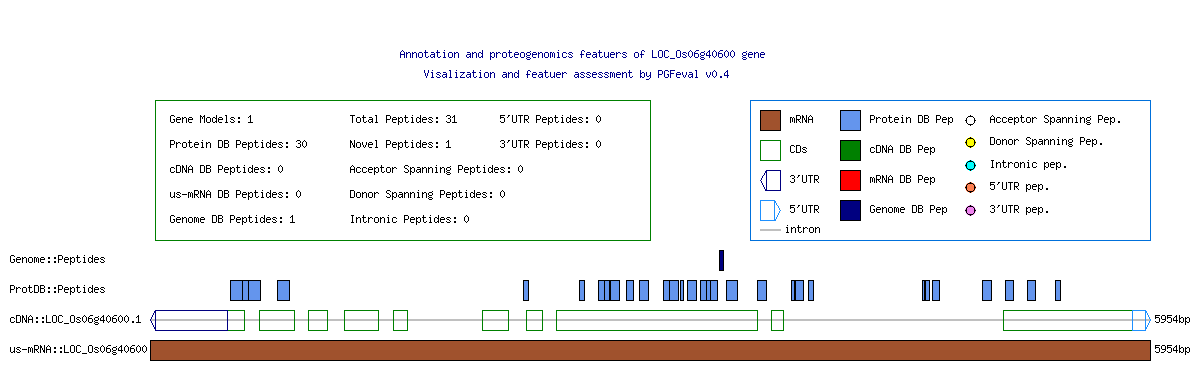 Annotation and proteogenomics featuers of LOC_Os06g40600 gene
Visalization and featuer assessment by PGFeval v0.4
Gene Models: 1 Total Peptides: 31 5'UTR Peptides: 0
Protein DB Peptides: 30 Novel Peptides: 1 3'UTR Peptides: 0
cDNA DB Peptides: 0 Acceptor Spanning Peptides: 0
us-mRNA DB Peptides: 0 Donor Spanning Peptides: 0
Genome DB Peptides: 1 Intronic Peptides: 0
mRNA Protein DB Pep Acceptor Spanning Pep.
CDs cDNA DB Pep Donor Spanning Pep.
3'UTR mRNA DB Pep Intronic pep.
5'UTR Genome DB Pep 5'UTR pep.
intron 3'UTR pep.
Genome::Peptides
ProtDB::Peptides
cDNA::LOC_Os06g40600.1 5954bp
us-mRNA::LOC_Os06g40600 5954bp